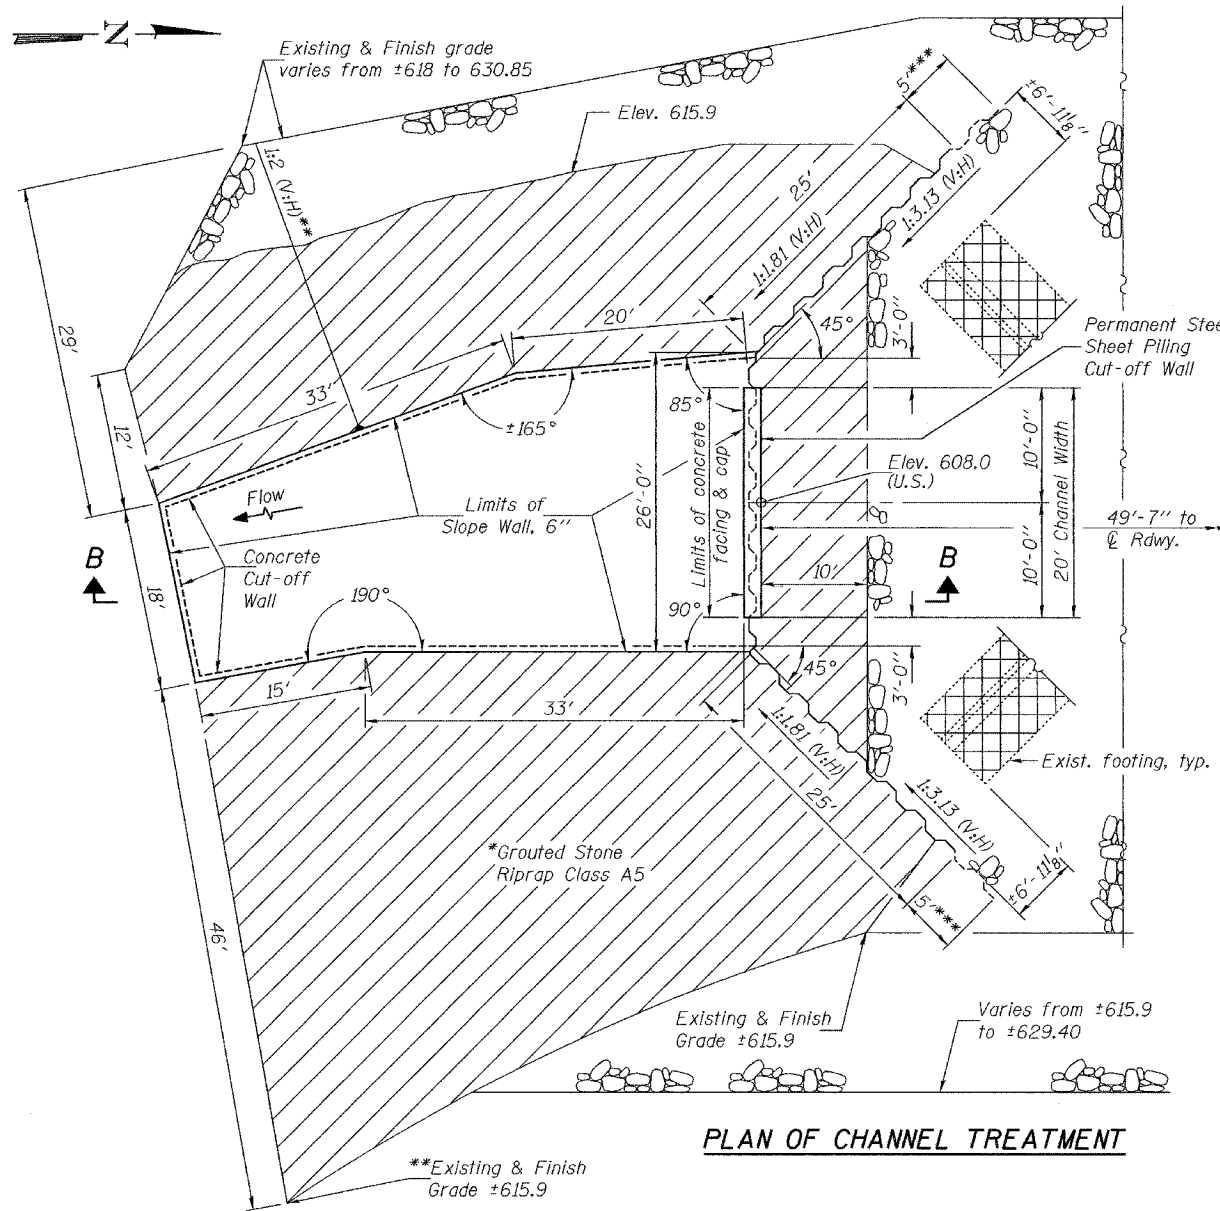 N
Existing & Finish grade
varies from ±618 to 630.85
Elev. 615.9
5'***
±6'-11 1/8"
1:2 (V:H)**
25'
1:3.13 (V:H)
1:1.81 (V:H)
29'
20'
45°
3'-0"
Permanent Stee
Sheet Piling
Cut-off Wall
33'
12'
±165°
85°
26'-0"
Limits of concrete
facing & cap
10'-0"
20' Channel Width
Elev. 608.0
(U.S.)
Flow
Limits of
Slope Wall, 6"
49'-7" to
℄ Rdwy.
B
B
Concrete
Cut-off
Wall
10'
10'-0"
18'
190°
90°
45°
3'-0"
15'
33'
1:1.81 (V:H)
Exist. footing, typ.
25'
1:3.13 (V:H)
*Grouted Stone
Riprap Class A5
±6'-11 1/8"
5'***
46'
Existing & Finish
Grade ±615.9
Varies from ±615.9
to ±629.40
PLAN OF CHANNEL TREATMENT
**Existing & Finish
Grade ±615.9